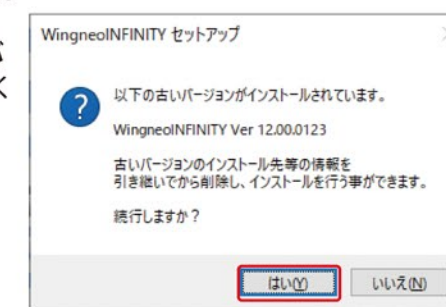 WingneoINFINITY セットアップ
く
以下の古いバージョンがインストールされています。
WingneoINFINITY Ver 12.00.0123
古いバージョンのインストール先等の情報を
引き継いでから削除し、インストールを行う事ができます。
続行しますか？
はい(Y)
いいえ(N)